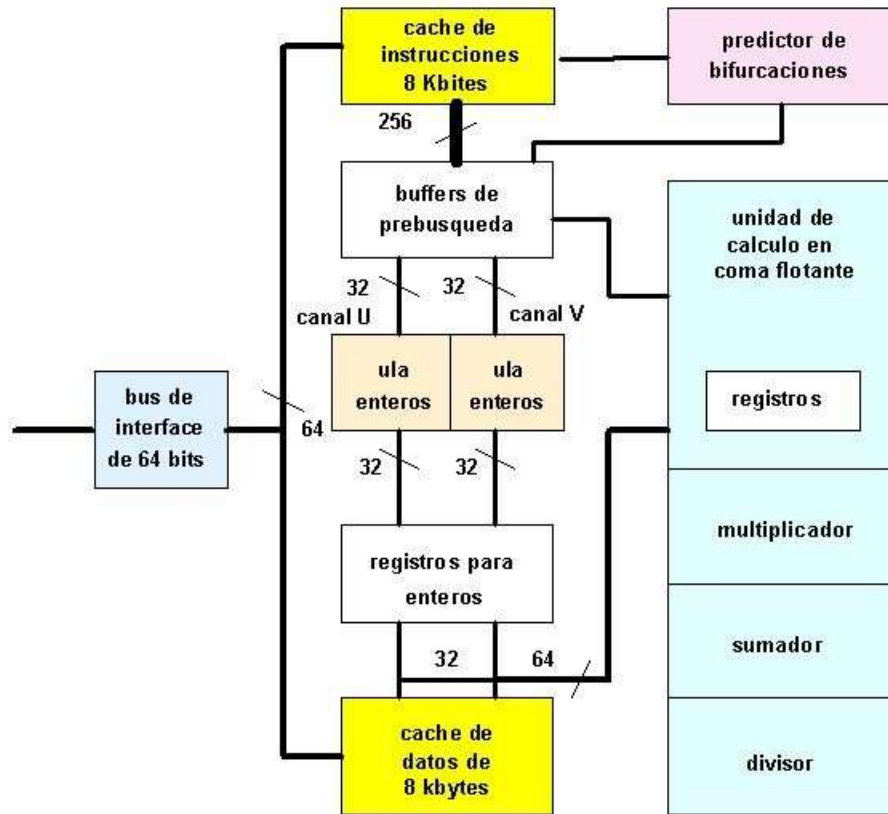 cache de
instrucciones
8 Kbites
predictor de
bifurcaciones
256
buffers de
prebusqueda
unidad de
calculo en
coma flotante
32
32
canal U
canal V
ula
enteros
ula
enteros
registros
bus de
interface
de 64 bits
64
32
32
multiplicador
registros para
enteros
sumador
32
64
cache de
datos de
8 kbytes
divisor